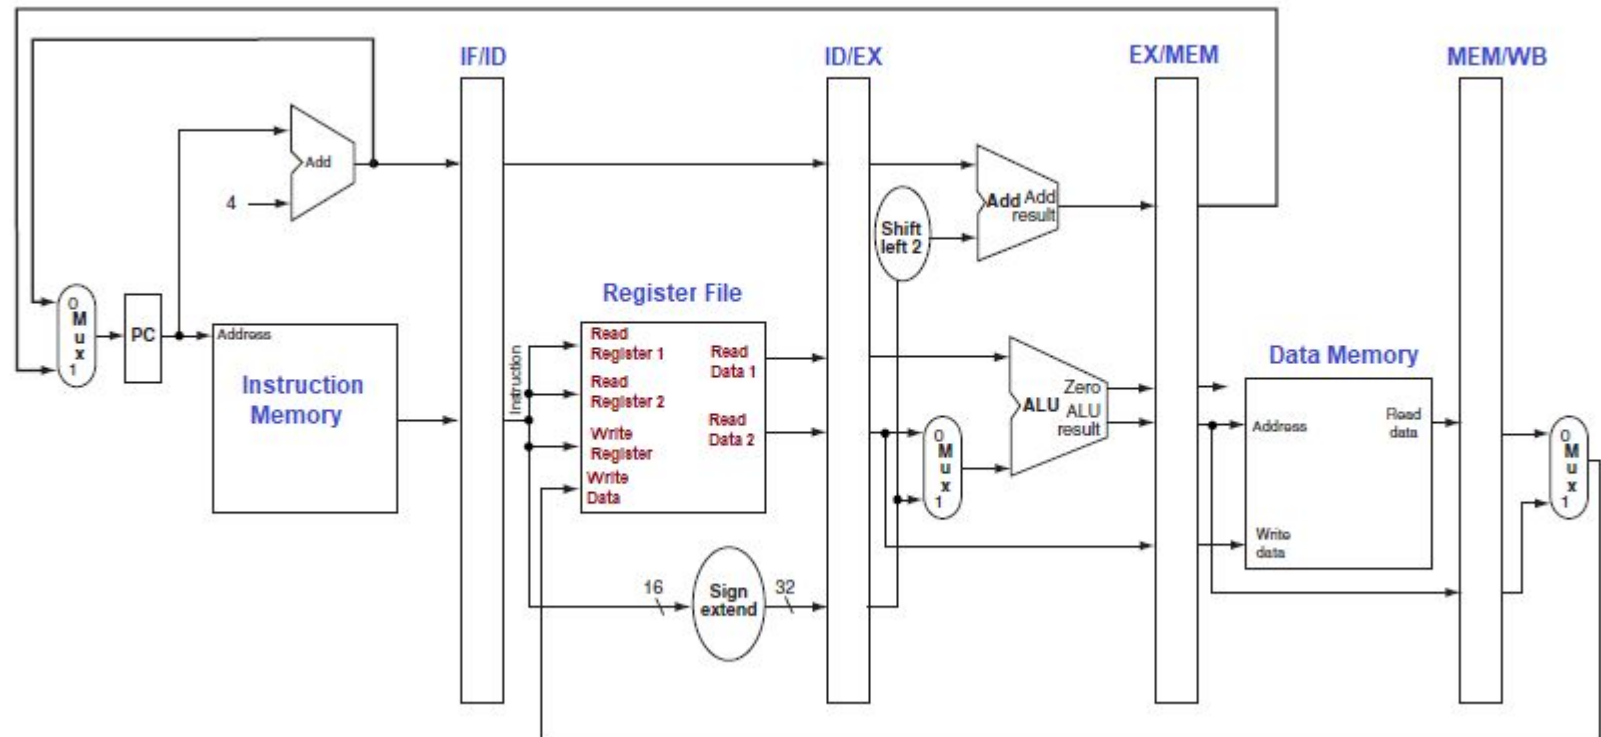 IF/ID
ID/EX
EX/MEM
MEM/WB
Add
4
Add Add
result
Shift
left 2
0
M
u
x
1
PC
Address
Instruction
Memory
Instruction
Register File
Read
Register 1
Read
Register 2
Write
Register
Write
Data
Read
Data 1
Read
Data 2
16
Sign
extend
32
0
M
u
x
1
ALU
Zero
ALU
result
Data Memory
Address
Read
data
Write
data
0
M
u
x
1